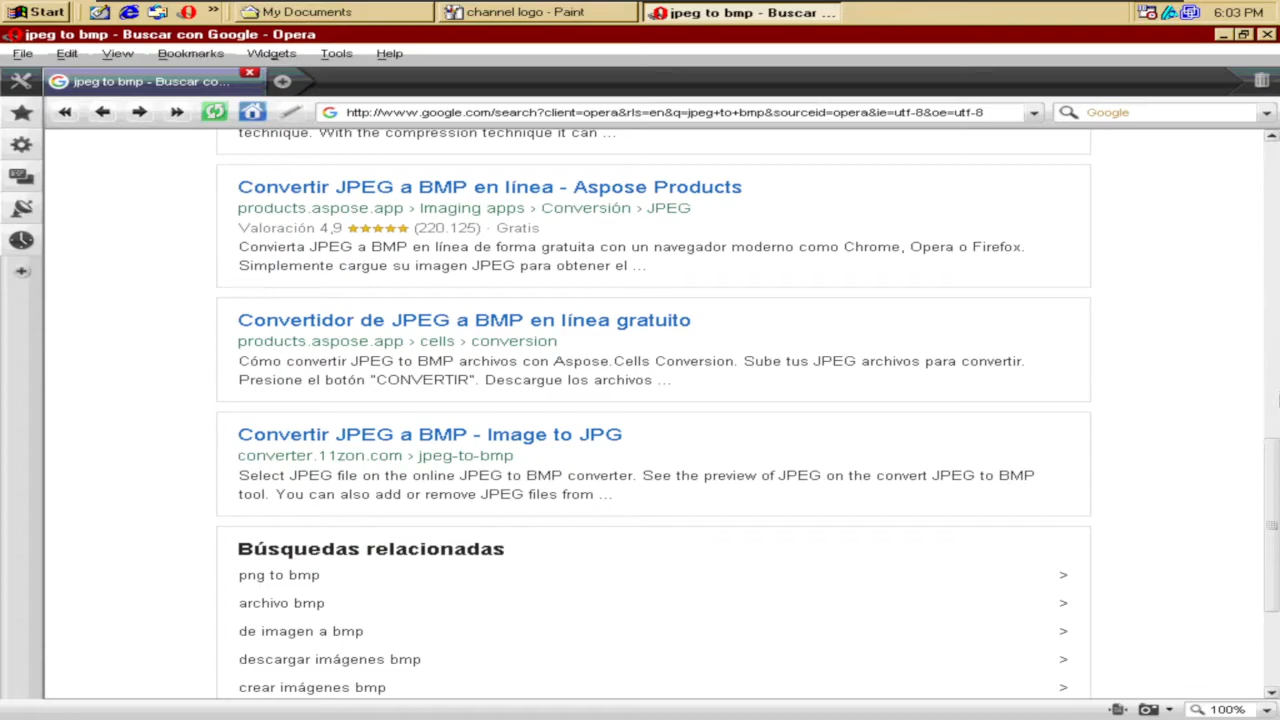 Start
My Documents
channel logo - Paint
jpeg to bmp - Buscar ...
6:03 PM
jpeg to bmp - Buscar con Google - Opera
File Edit View Bookmarks Widgets Tools Help
jpeg to bmp - Buscar co...
http://www.google.com/search?client=opera&rls=en&q=jpeg+to+bmp&sourceid=opera&ie=utf-8&oe=utf-8
Google
technique. With the compression technique it can ...
Convertir JPEG a BMP en línea - Aspose Products
products.aspose.app › Imaging apps › Conversión › JPEG
Valoración 4,9 ★★★★★ (220.125) · Gratis
Convierta JPEG a BMP en línea de forma gratuita con un navegador moderno como Chrome, Opera o Firefox.
Simplemente cargue su imagen JPEG para obtener el ...
Convertidor de JPEG a BMP en línea gratuito
products.aspose.app › cells › conversion
Cómo convertir JPEG to BMP archivos con Aspose.Cells Conversion. Sube tus JPEG archivos para convertir.
Presione el botón "CONVERTIR". Descargue los archivos ...
Convertir JPEG a BMP - Image to JPG
converter.11zon.com › jpeg-to-bmp
Select JPEG file on the online JPEG to BMP converter. See the preview of JPEG on the convert JPEG to BMP
tool. You can also add or remove JPEG files from ...
Búsquedas relacionadas
png to bmp >
archivo bmp >
de imagen a bmp >
descargar imágenes bmp >
crear imágenes bmp >
100%